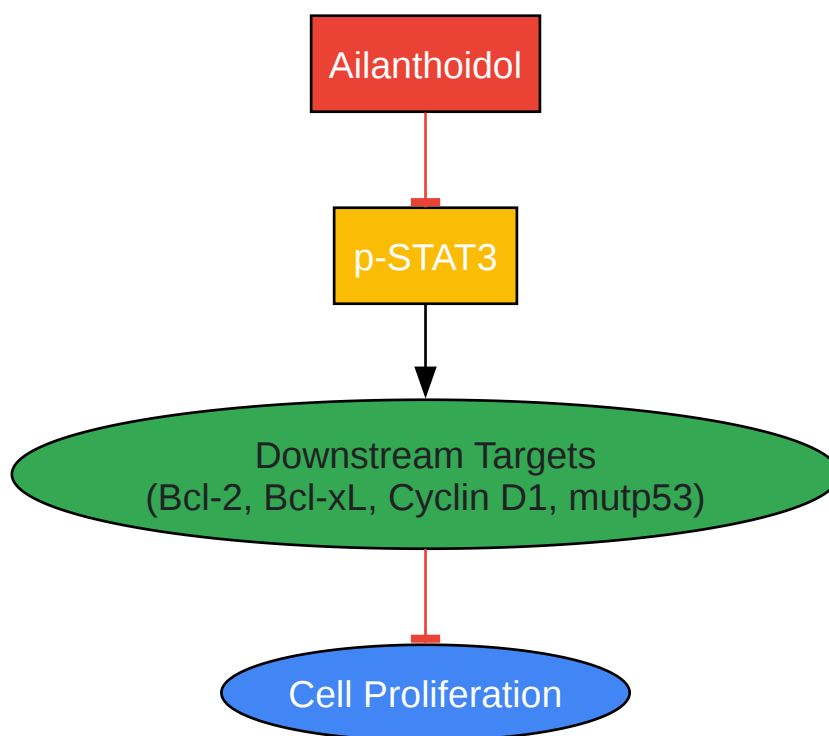 Ailanthoidol
p-STAT3
Downstream Targets
(Bcl-2, Bcl-xL, Cyclin D1, mutp53)
Cell Proliferation